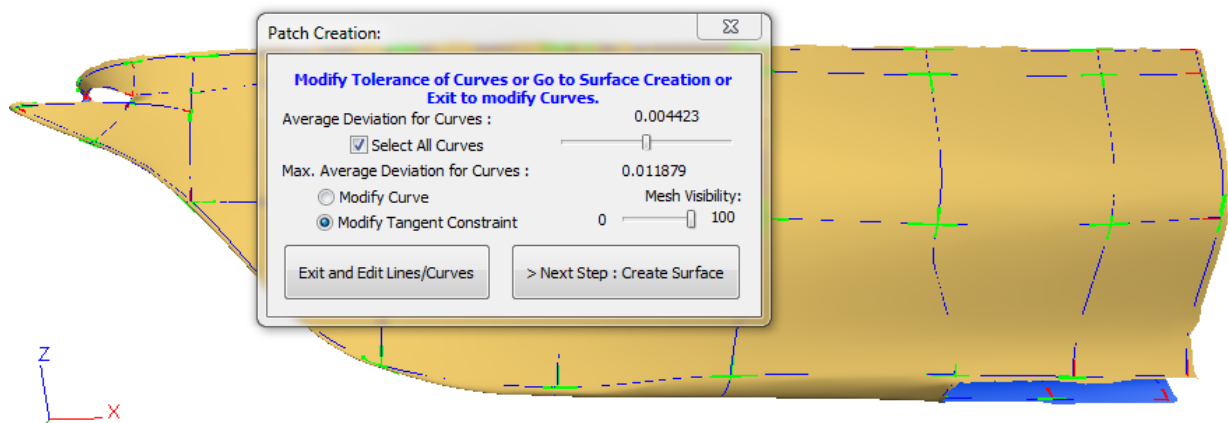 Patch Creation:
Modify Tolerance of Curves or Go to Surface Creation or
Exit to modify Curves.
Average Deviation for Curves : 0.004423
Select All Curves
Max. Average Deviation for Curves : 0.011879
Modify Curve Mesh Visibility:
Modify Tangent Constraint 0 100
Exit and Edit Lines/Curves > Next Step : Create Surface
Z
X